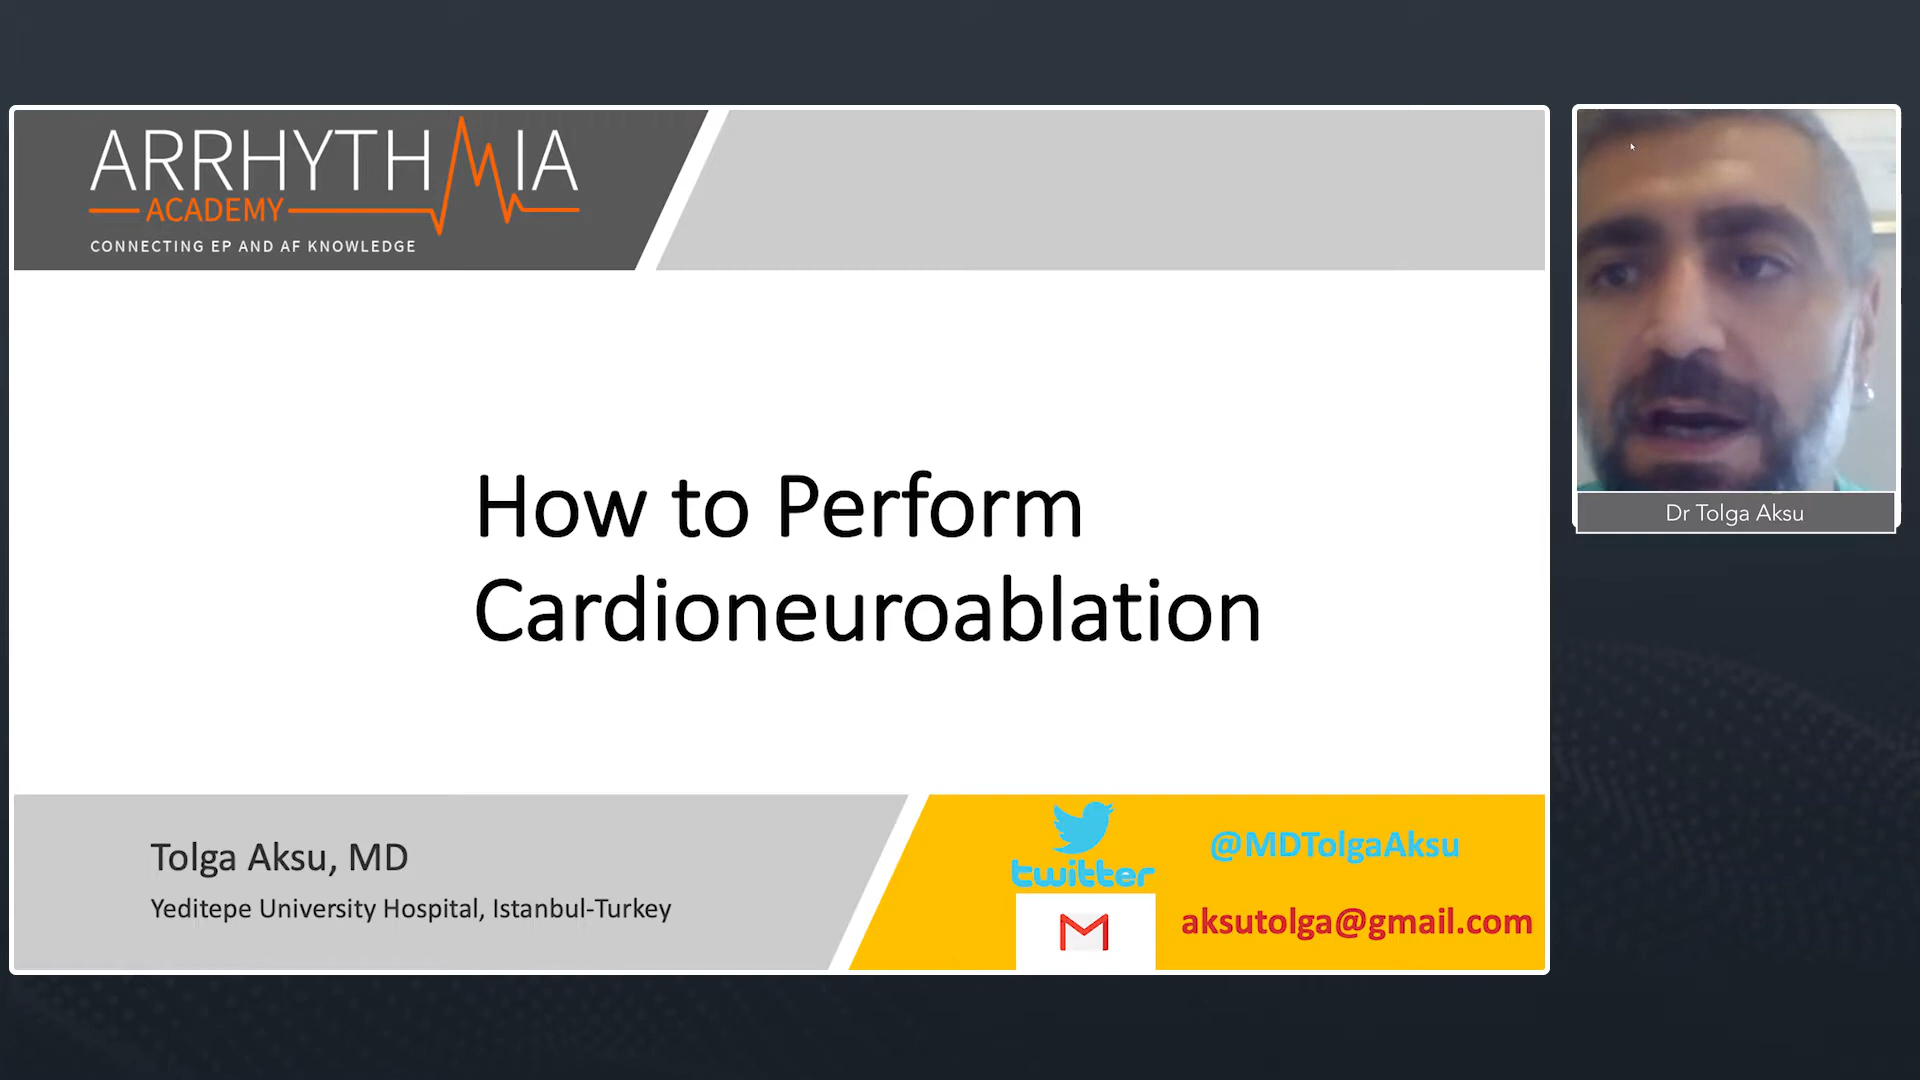 ARRHYTHMIA
ACADEMY
CONNECTING EP AND AF KNOWLEDGE
How to Perform
Cardioneuroablation
Tolga Aksu, MD
Yeditepe University Hospital, Istanbul-Turkey
twitter
@MDTolgaAksu
aksutolga@gmail.com
Dr Tolga Aksu